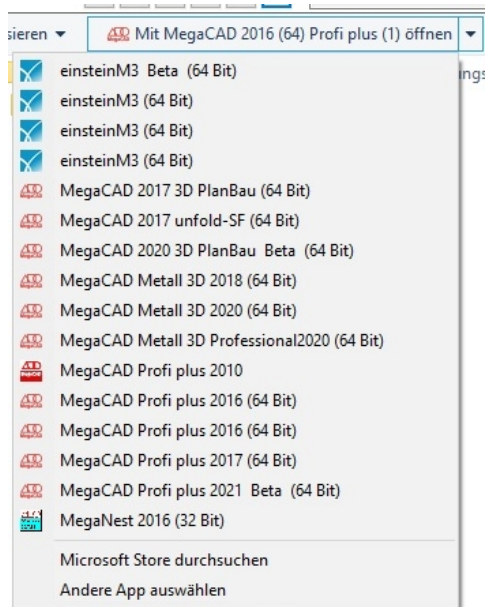 sieren Mit MegaCAD 2016 (64) Profi plus (1) öffnen
einsteinM3 Beta (64 Bit)
einsteinM3 (64 Bit)
einsteinM3 (64 Bit)
einsteinM3 (64 Bit)
MegaCAD 2017 3D PlanBau (64 Bit)
MegaCAD 2017 unfold-SF (64 Bit)
MegaCAD 2020 3D PlanBau Beta (64 Bit)
MegaCAD Metall 3D 2018 (64 Bit)
MegaCAD Metall 3D 2020 (64 Bit)
MegaCAD Metall 3D Professional2020 (64 Bit)
MegaCAD Profi plus 2010
MegaCAD Profi plus 2016 (64 Bit)
MegaCAD Profi plus 2016 (64 Bit)
MegaCAD Profi plus 2017 (64 Bit)
MegaCAD Profi plus 2021 Beta (64 Bit)
MegaNest 2016 (32 Bit)
Microsoft Store durchsuchen
Andere App auswählen